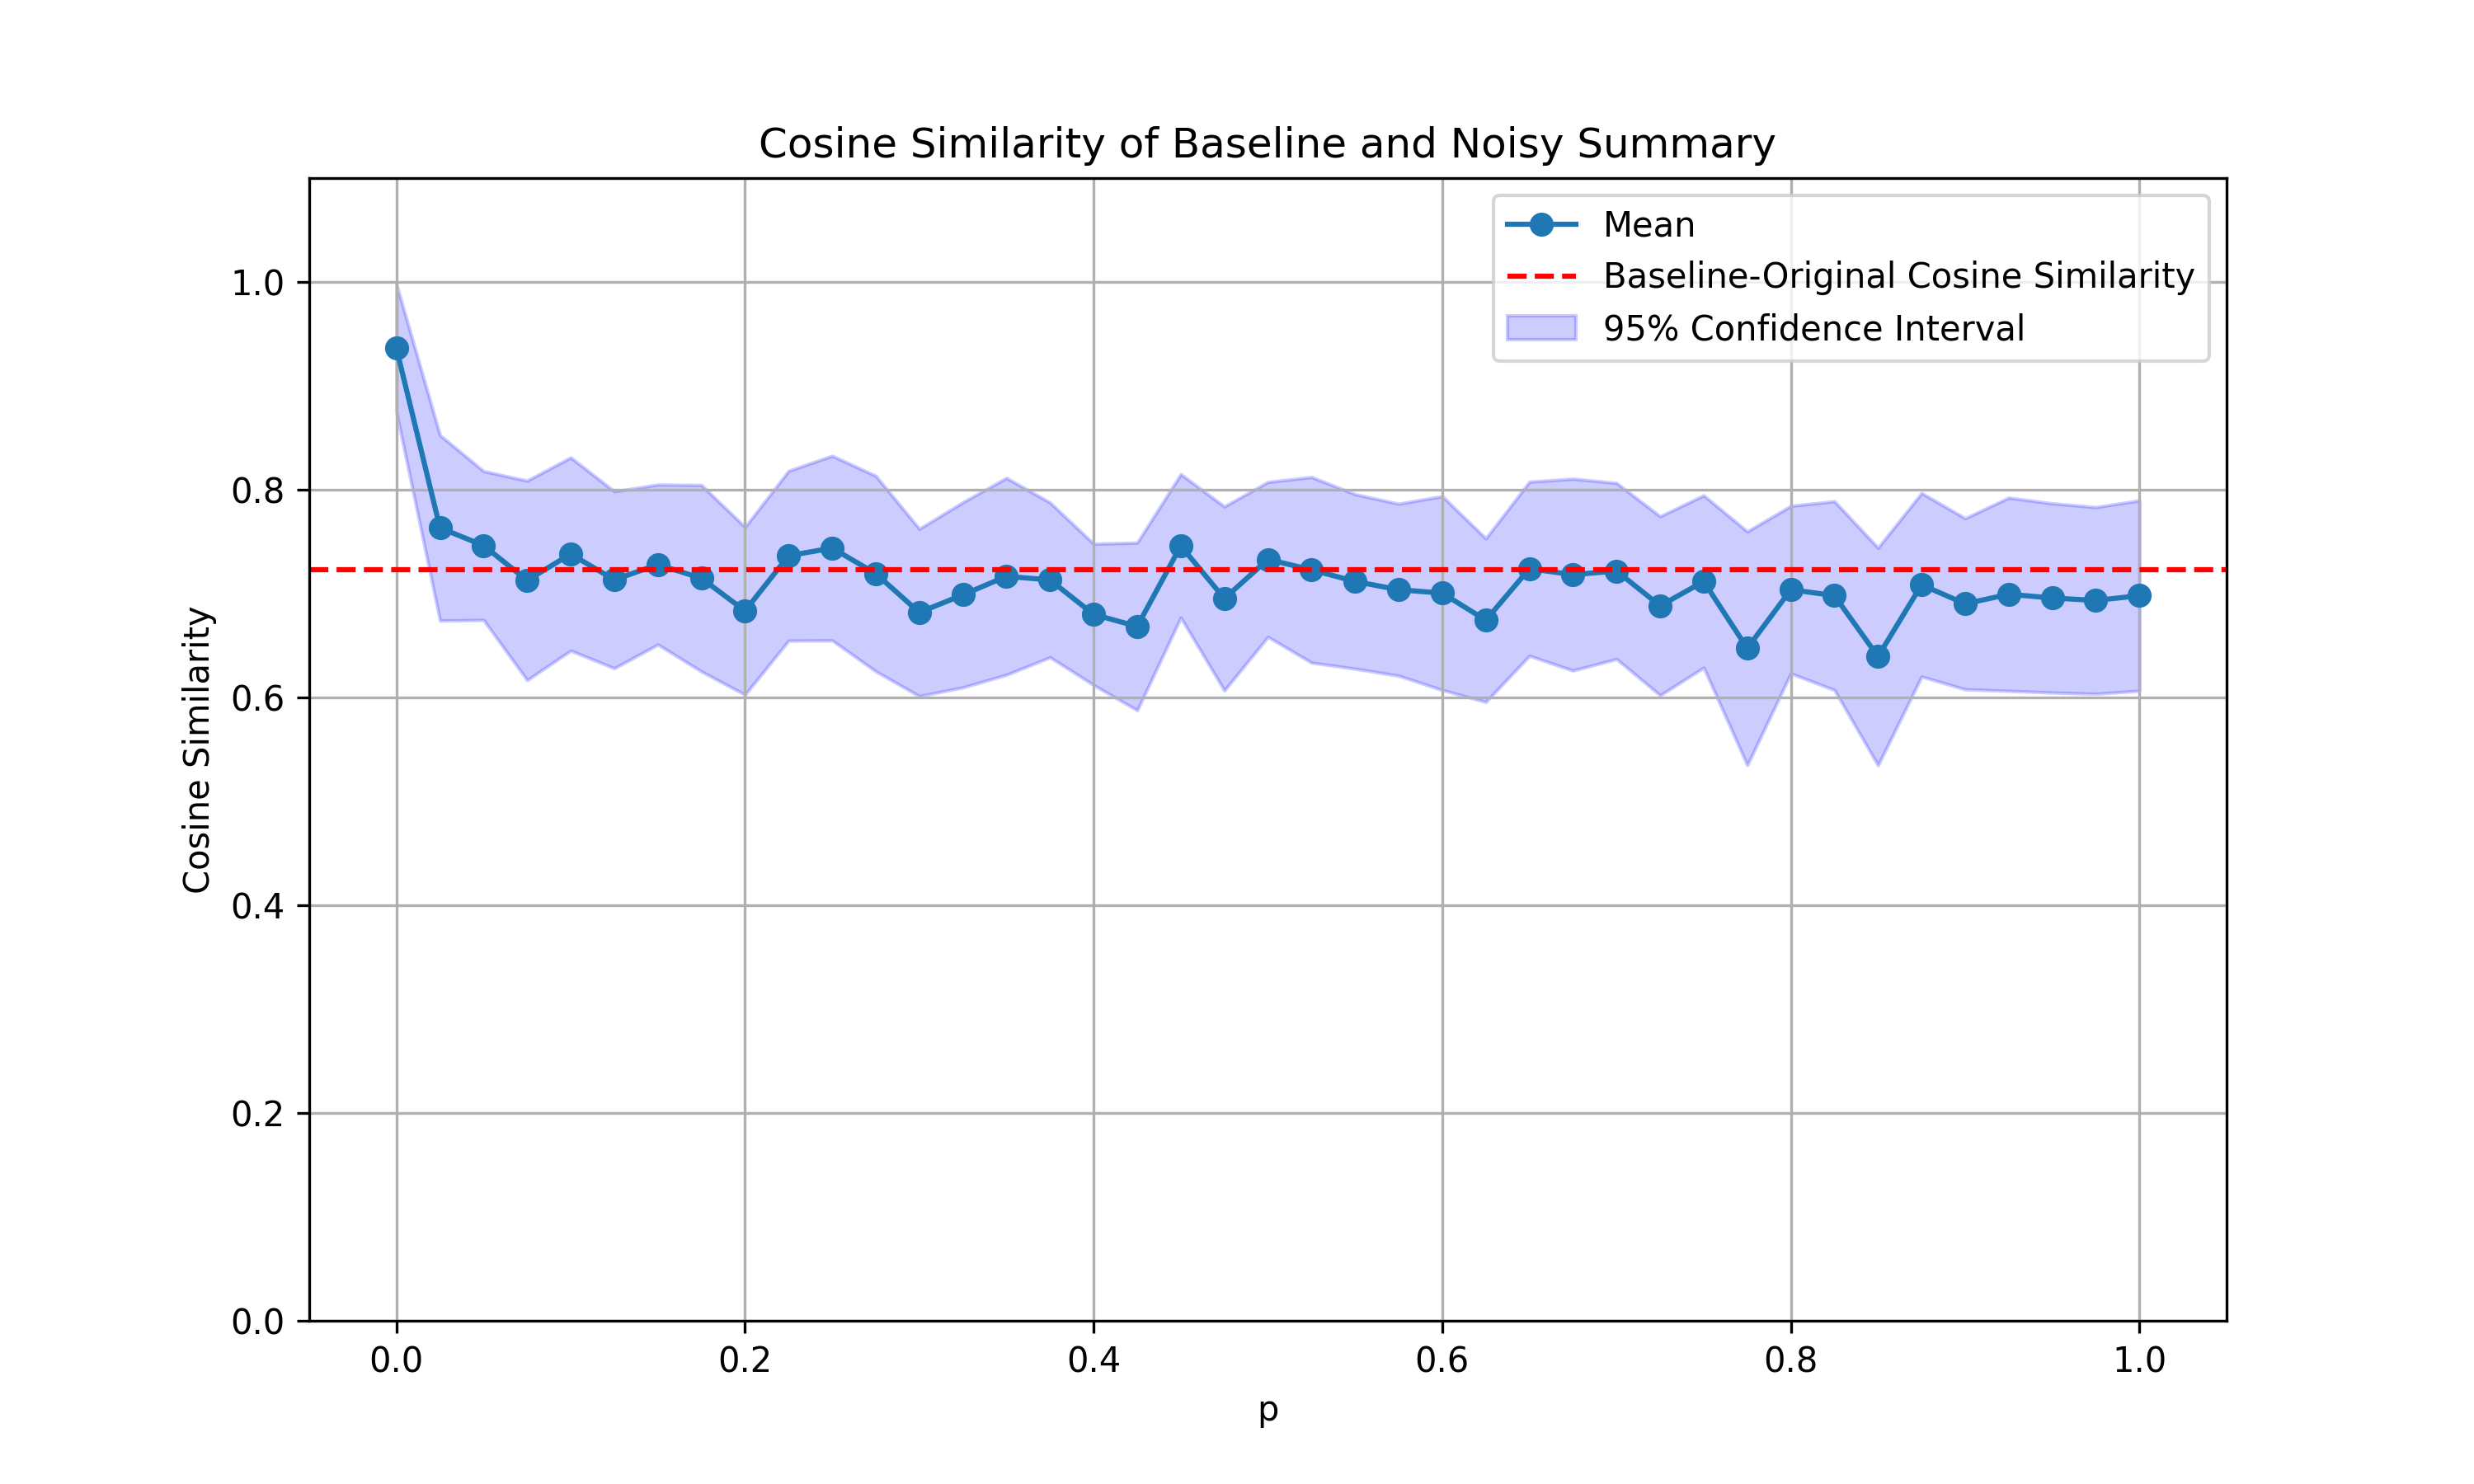 Cosine Similarity of Baseline and Noisy Summary
Mean
Baseline-Original Cosine Similarity
95% Confidence Interval
Cosine Similarity
1.0
0.8
0.6
0.4
0.2
0.0
0.0 0.2 0.4 0.6 0.8 1.0
p